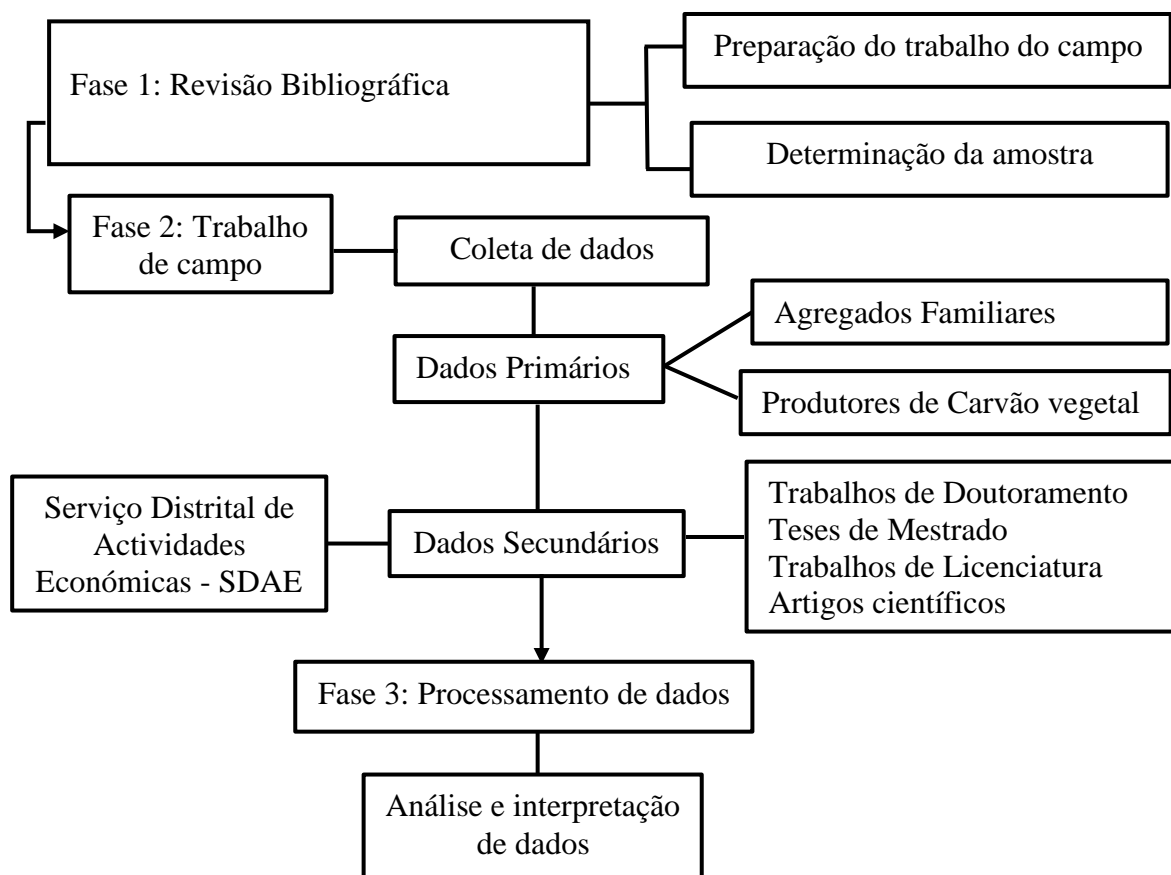 Preparação do trabalho do campo
Fase 1: Revisão Bibliográfica
Determinação da amostra
Fase 2: Trabalho
de campo
Coleta de dados
Agregados Familiares
Dados Primários
Produtores de Carvão vegetal
Serviço Distrital de
Actividades
Económicas - SDAE
Dados Secundários
Trabalhos de Doutoramento
Teses de Mestrado
Trabalhos de Licenciatura
Artigos científicos
Fase 3: Processamento de dados
Análise e interpretação
de dados